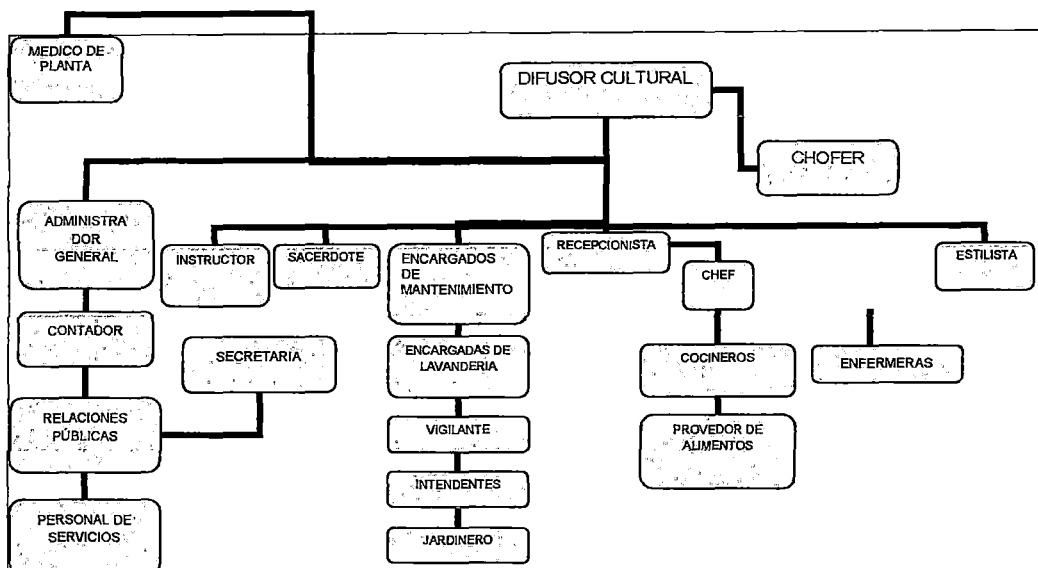 MEDICO DE
PLANTA
DIFUSOR CULTURAL
CHOFER
ADMINISTRA
DOR
GENERAL
INSTRUCTOR
SACERDOTE
ENCARGADOS
DE
MANTENIMIENTO
RECEPCIONISTA
CHEF
ESTILISTA
CONTADOR
SECRETARIA
ENCARGADAS DE
LAVANDERIA
COCINEROS
ENFERMERAS
RELACIONES
PÚBLICAS
VIGILANTE
PROVEDOR DE
ALIMENTOS
INTENDENTES
PERSONAL DE
SERVICIOS
JARDINERO